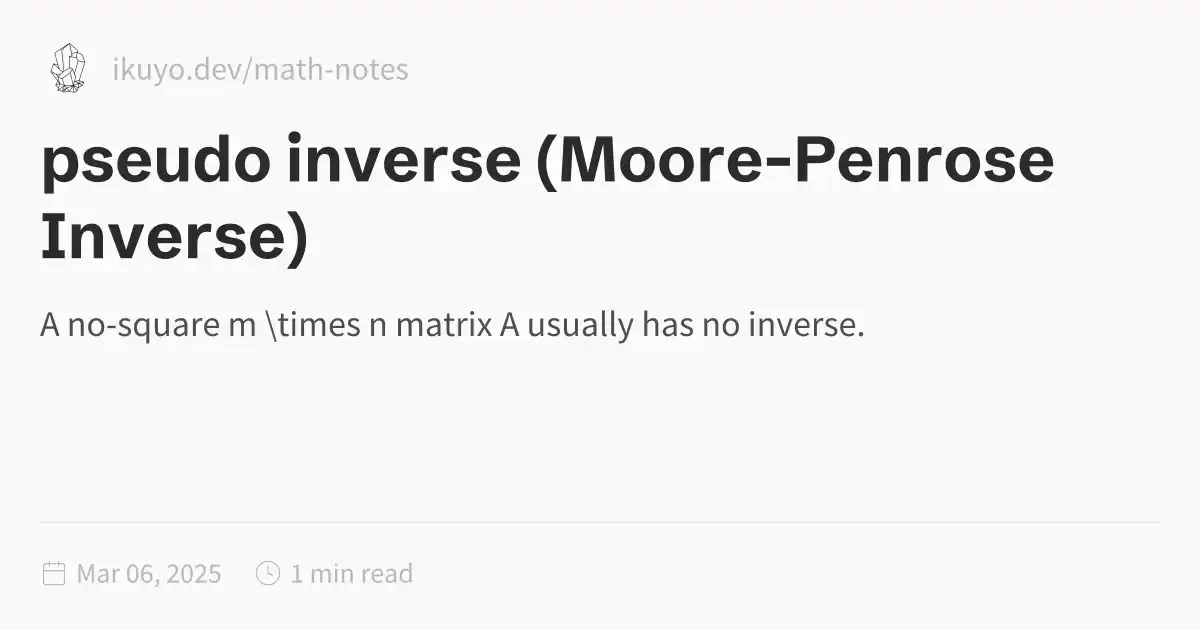 ikuyo.dev/math-notes
pseudo inverse (Moore-Penrose
Inverse)
A no-square m \times n matrix A usually has no inverse.
Mar 06, 2025 1 min read